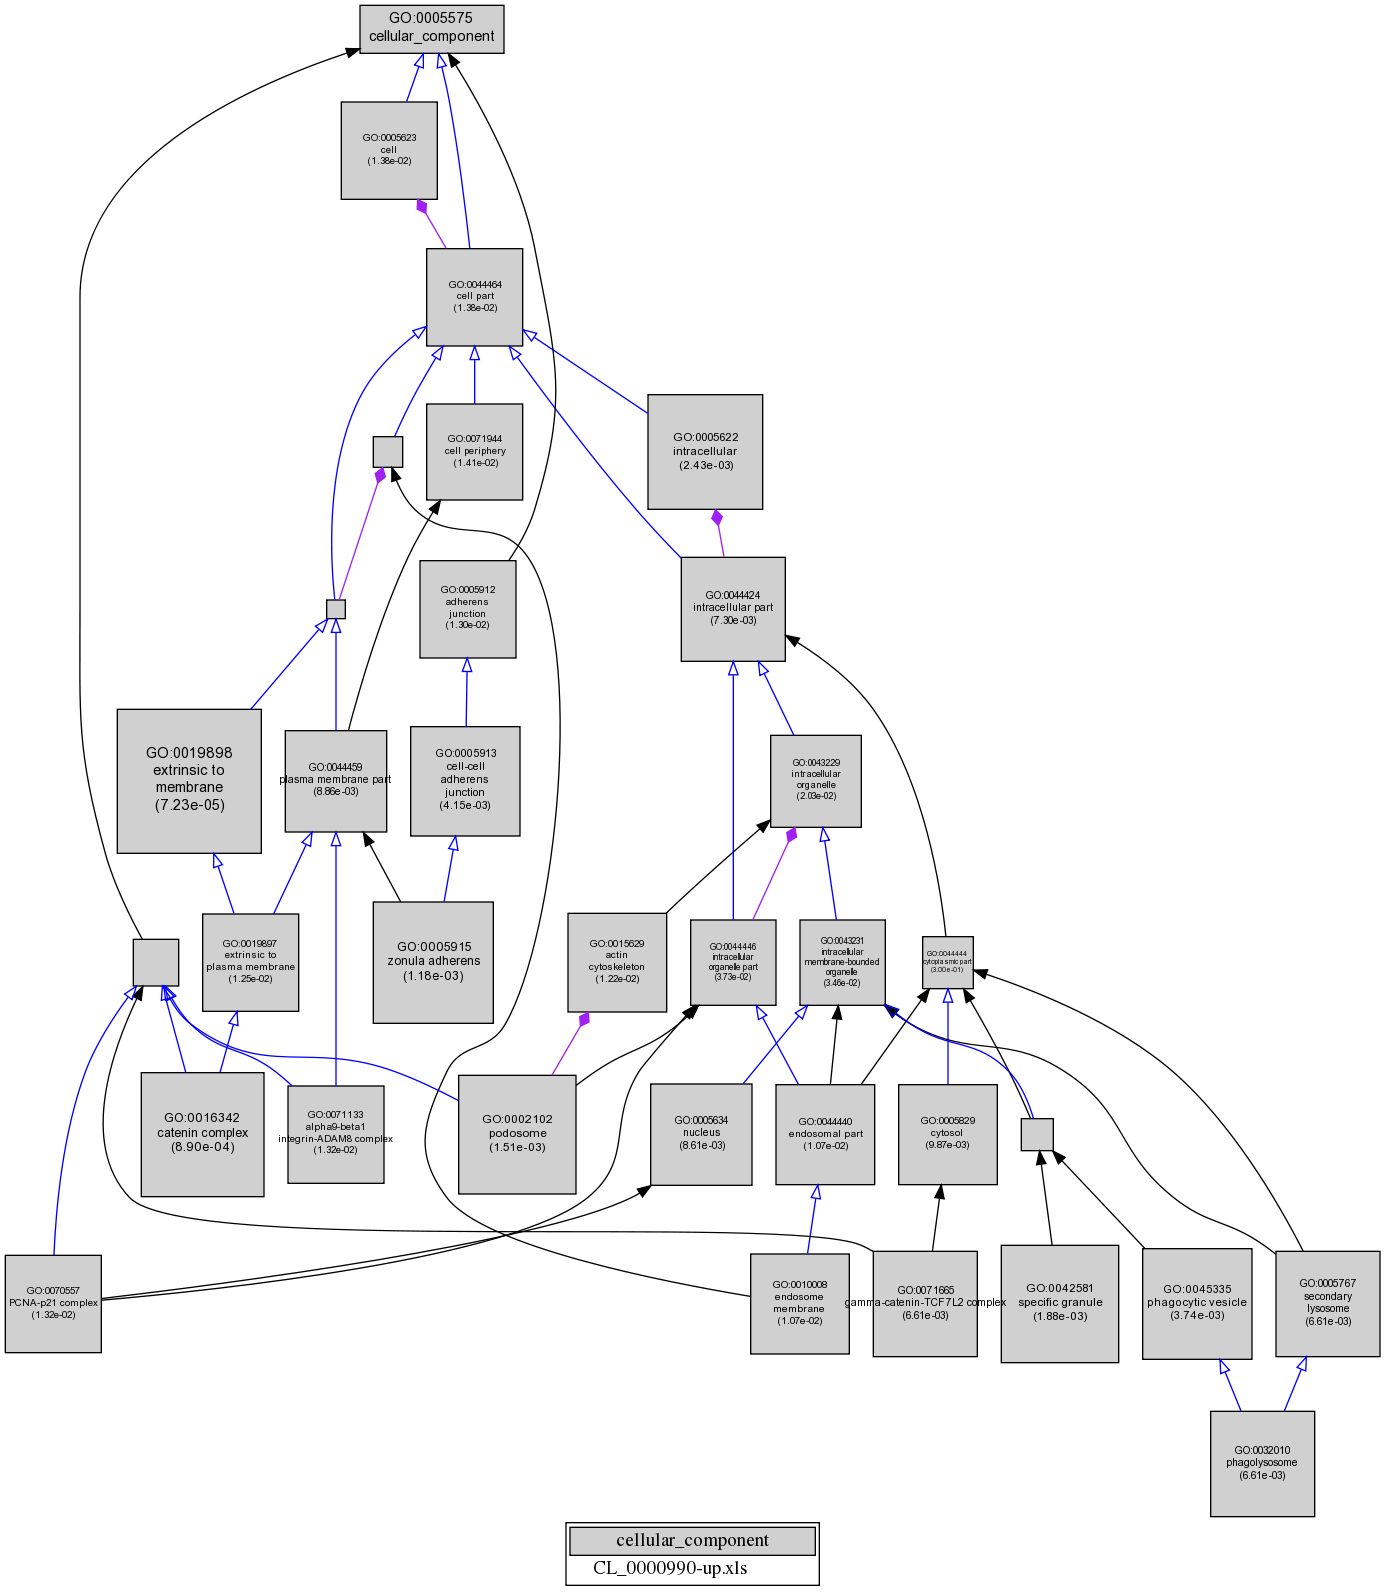 GO:0005575
cellular_component
GO:0005623
cell
(1.38e-02)
GO:0044464
cell part
(1.38e-02)
GO:0071944
cell periphery
(1.41e-02)
GO:0005622
intracellular
(2.43e-03)
GO:0005912
adherens
junction
(1.30e-02)
GO:0044424
intracellular part
(7.30e-03)
GO:0019898
extrinsic to
membrane
(7.23e-05)
GO:0044459
plasma membrane part
(8.86e-03)
GO:0005913
cell-cell
adherens
junction
(4.15e-03)
GO:0043229
intracellular
organelle
(2.03e-02)
GO:0019897
extrinsic to
plasma membrane
(1.25e-02)
GO:0005915
zonula adherens
(1.18e-03)
GO:0015629
actin
cytoskeleton
(1.22e-02)
GO:0044446
intracellular
organelle part
(3.73e-02)
GO:0043231
intracellular
membrane-bounded
organelle
(3.46e-02)
GO:0044444
cytoplasmic part
(3.00e-01)
GO:0016342
catenin complex
(8.90e-04)
GO:0071133
alpha9-beta1
integrin-ADAM8 complex
(1.32e-02)
GO:0002102
podosome
(1.51e-03)
GO:0005634
nucleus
(8.61e-03)
GO:0044440
endosomal part
(1.07e-02)
GO:0005829
cytosol
(9.87e-03)
GO:0070557
PCNA-p21 complex
(1.32e-02)
GO:0010008
endosome
membrane
(1.07e-02)
GO:0071665
gamma-catenin-TCF7L2 complex
(6.61e-03)
GO:0042581
specific granule
(1.88e-03)
GO:0045335
phagocytic vesicle
(3.74e-03)
GO:0005767
secondary
lysosome
(6.61e-03)
GO:0032010
phagolysosome
(6.61e-03)
cellular_component
CL_0000990-up.xls